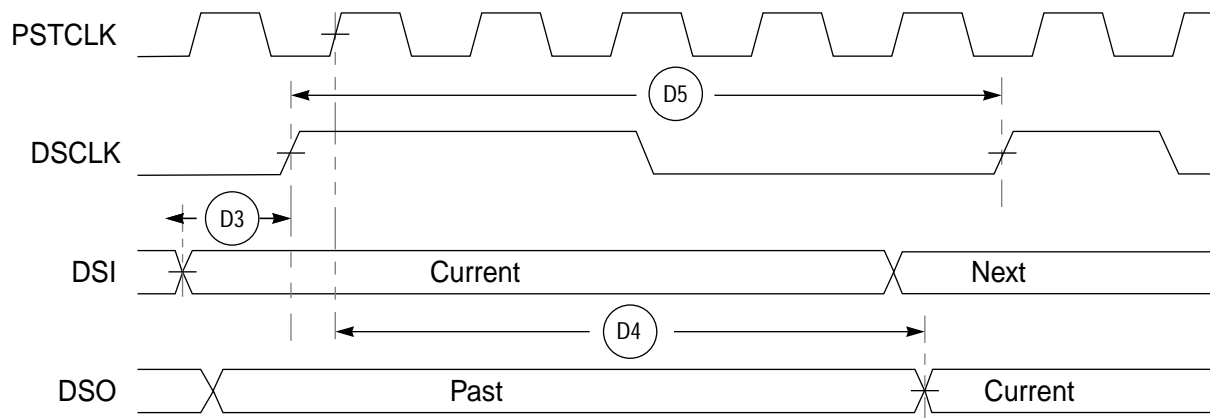 PSTCLK
D5
DSCLK
D3
DSI Current Next
D4
DSO Past Current